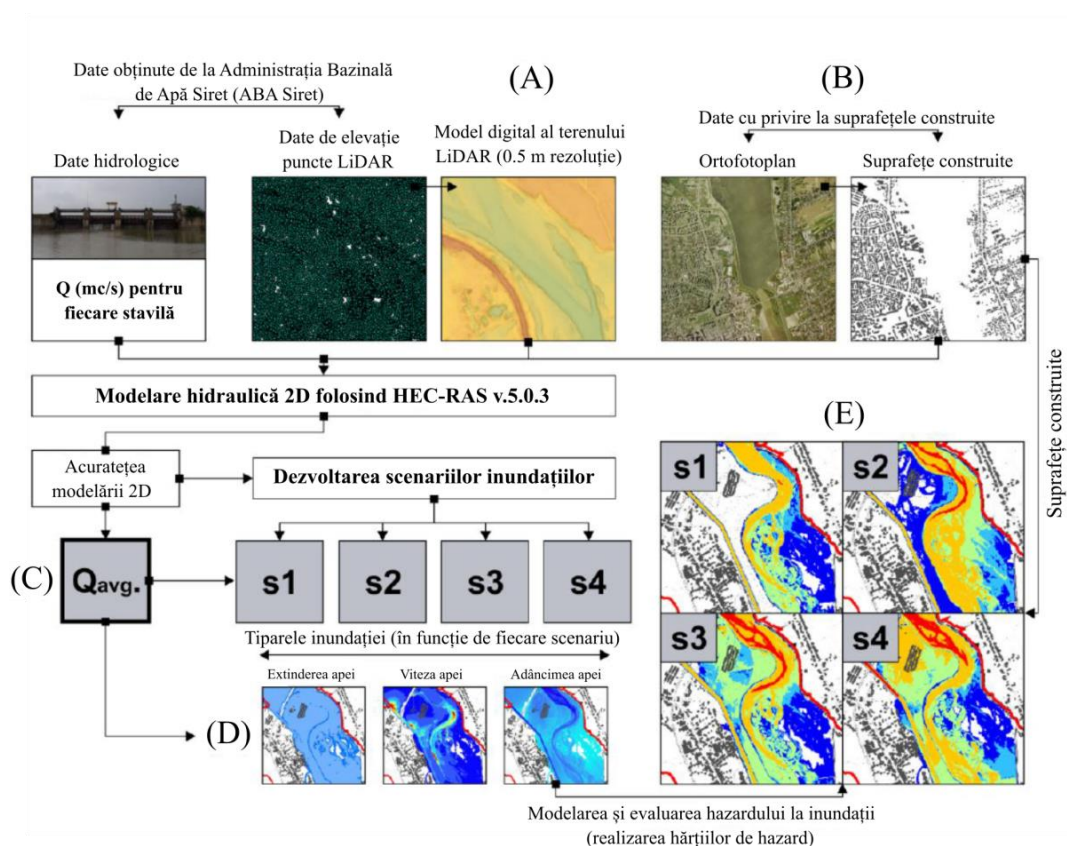 Date obținute de la Administrația Bazinală
de Apă Siret (ABA Siret)
(A)
(B)
Date hidrologice
Date de elevație
puncte LiDAR
Model digital al terenului
LiDAR (0.5 m rezoluție)
Date cu privire la suprafețele construite
Ortofotoplan
Suprafețe construite
Q (mc/s) pentru
fiecare stavilă
Suprafețe construite
Modelare hidraulică 2D folosind HEC-RAS v.5.0.3
Acuratețea
modelării 2D
Dezvoltarea scenariilor inundațiilor
(C)
Qavg.
s1
s2
s3
s4
Tiparele inundației (în funcție de fiecare scenariu)
Extinderea apei
Viteza apei
Adâncimea apei
(D)
(E)
s1
s2
s3
s4
Modelarea și evaluarea hazardului la inundații
(realizarea hărțiilor de hazard)